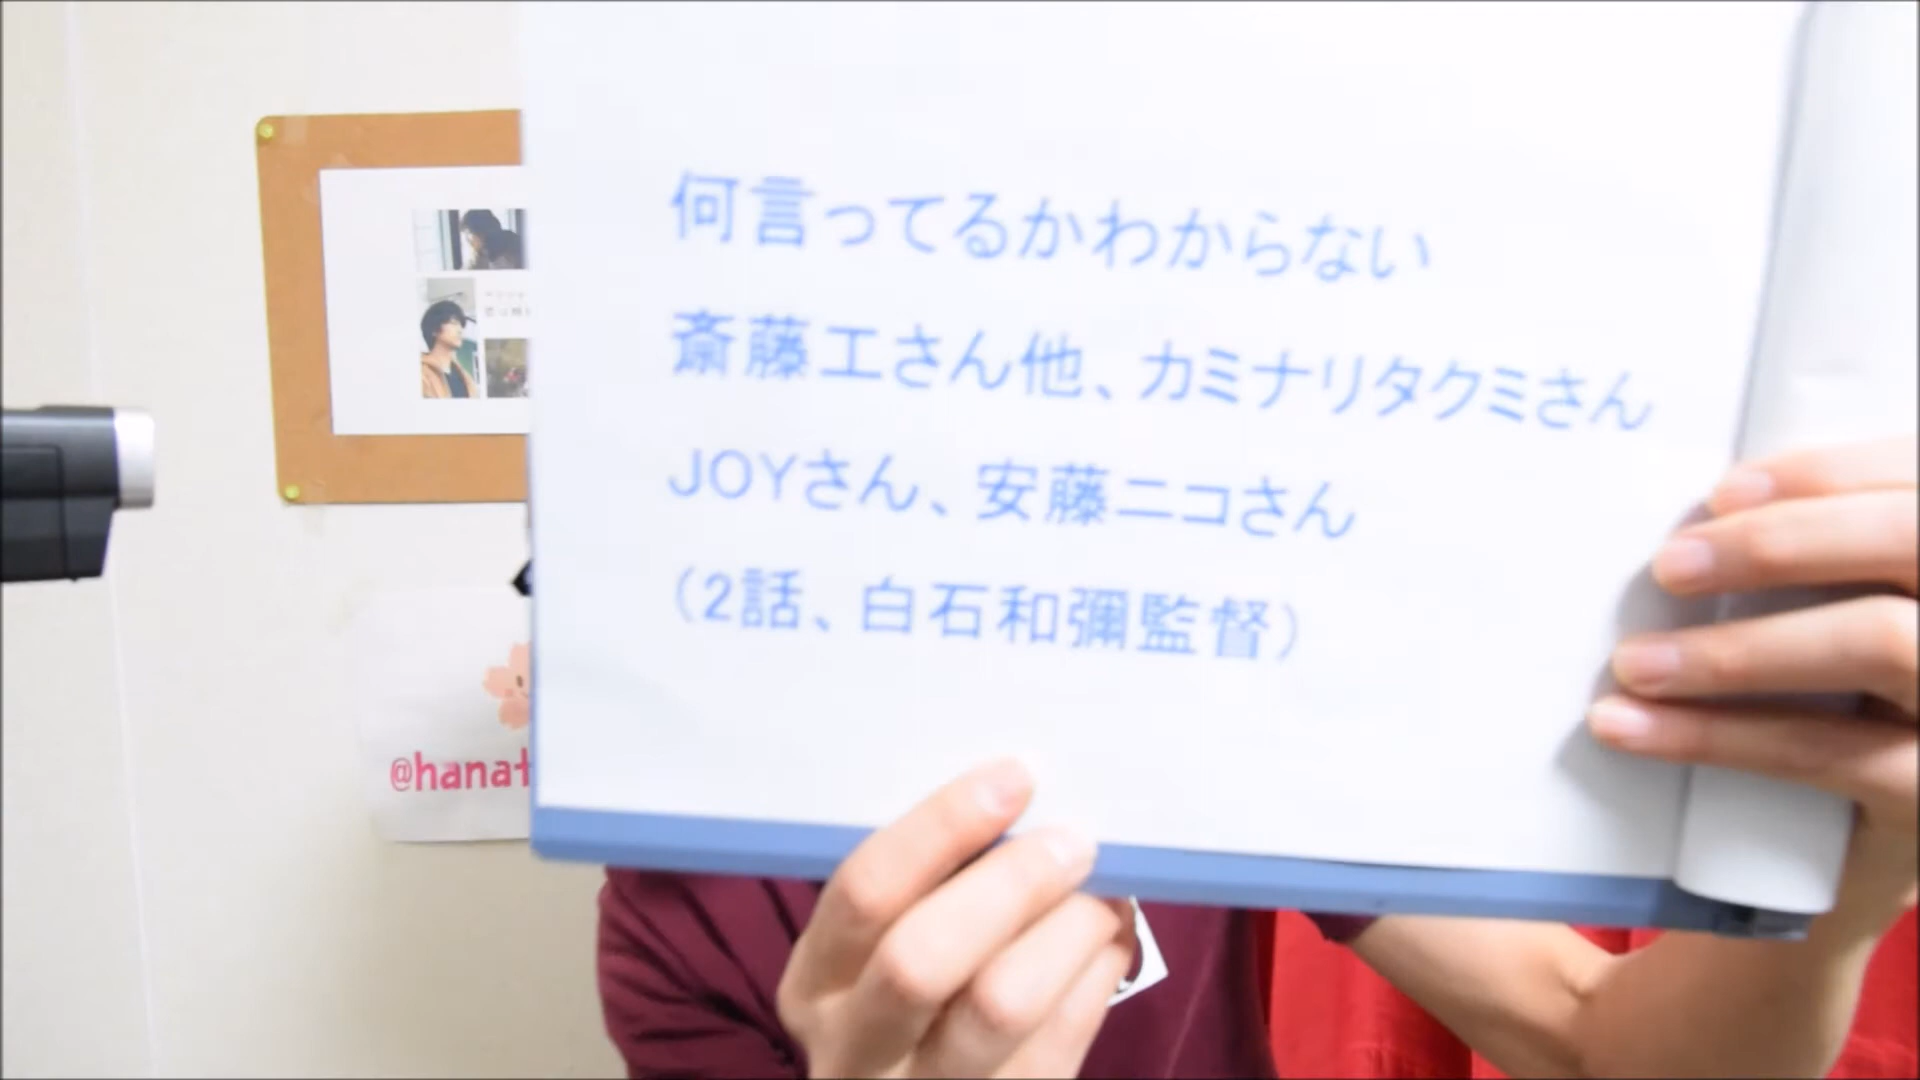 何言ってるかわからない
斎藤工さん他、カミナリタクミさん
JOYさん、安藤ニコさん
（2話、白石和彌監督）
@hanat